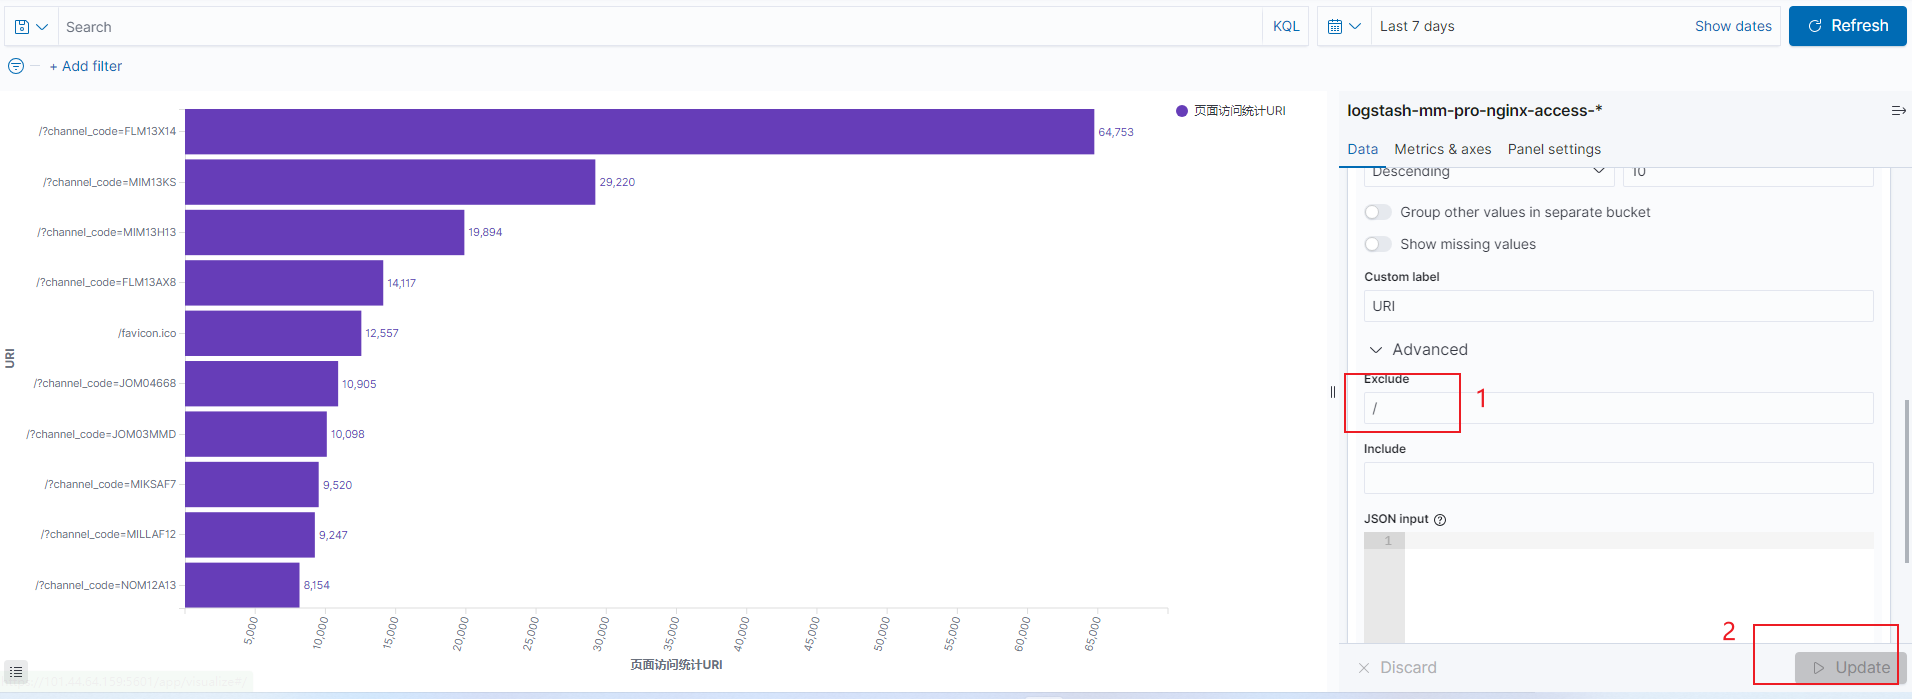 Search
KQL
Last 7 days
Show dates
Refresh
+ Add filter
/?channel_code=FLM13X14
64,753
/?channel_code=MIM13KS
29,220
/?channel_code=MIM13H13
19,894
/?channel_code=FLM13AX8
14,117
/favicon.ico
12,557
/?channel_code=JOM04668
10,905
/?channel_code=JOM03MMD
10,098
/?channel_code=MIKSAF7
9,520
/?channel_code=MILLAF12
9,247
/?channel_code=NOM12A13
8,154
URI
5,000
10,000
15,000
20,000
25,000
30,000
35,000
40,000
45,000
50,000
55,000
60,000
65,000
页面访问统计URI
页面访问统计URI
logstash-mm-pro-nginx-access-*
Data Metrics & axes Panel settings
Descending
10
Group other values in separate bucket
Show missing values
Custom label
URI
Advanced
Exclude
/
1
Include
JSON input
1
2
Discard
Update